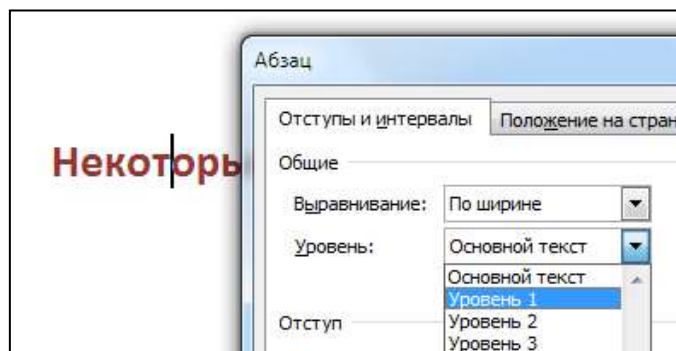 Абзац
Отступы и интервалы Положение на стран
Некоторы
Общие
Выравнивание: По ширине
Уровень: Основной текст
Основной текст
Уровень 1
Отступ
Уровень 2
Уровень 3